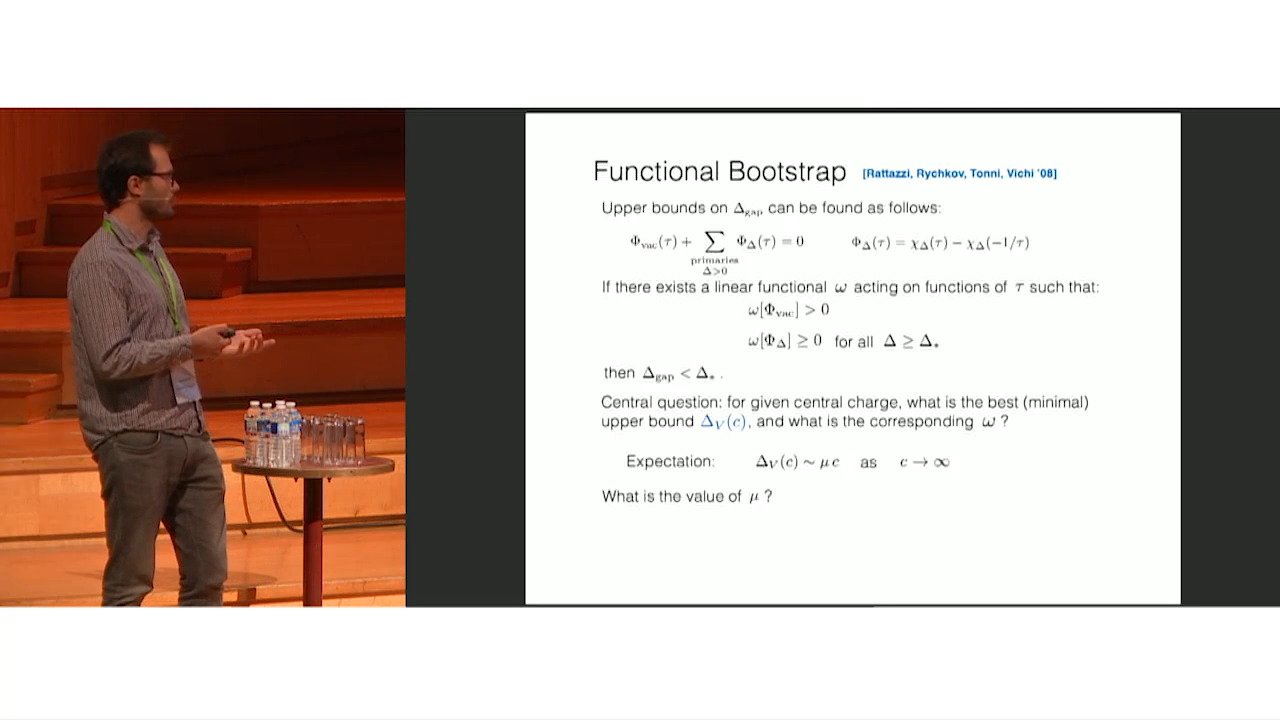 Functional Bootstrap [Rattazzi, Rychkov, Tonni, Vichi '08]
Upper bounds on Δ_gap can be found as follows:
Φ_vac(τ) + ∑_{primaries Δ>0} Φ_Δ(τ) = 0 Φ_Δ(τ) = χ_Δ(τ) − χ_Δ(−1/τ)
If there exists a linear functional ω acting on functions of τ such that:
ω[Φ_vac] > 0
ω[Φ_Δ] ≥ 0 for all Δ ≥ Δ_*
then Δ_gap < Δ_* .
Central question: for given central charge, what is the best (minimal)
upper bound Δ_V(c), and what is the corresponding ω ?
Expectation: Δ_V(c) ~ μ c as c → ∞
What is the value of μ ?